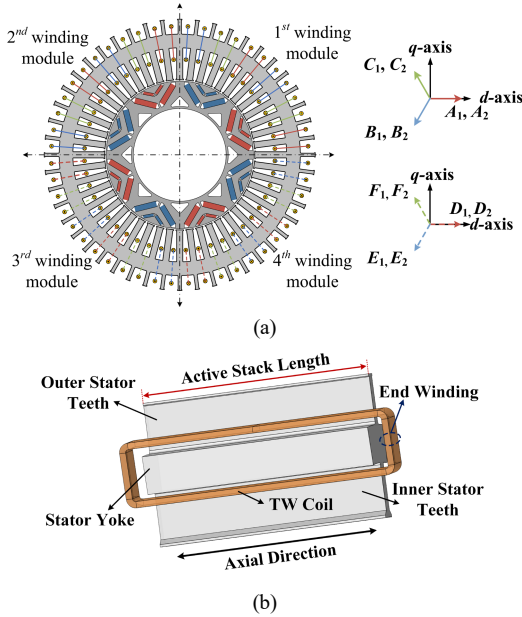 2nd winding
module
1st winding
module
q-axis
C1, C2
d-axis
A1, A2
B1, B2
q-axis
F1, F2
D1, D2
d-axis
E1, E2
3rd winding
module
4th winding
module
(a)
Active Stack Length
Outer Stator
Teeth
End Winding
Stator Yoke
TW Coil
Inner Stator
Teeth
Axial Direction
(b)